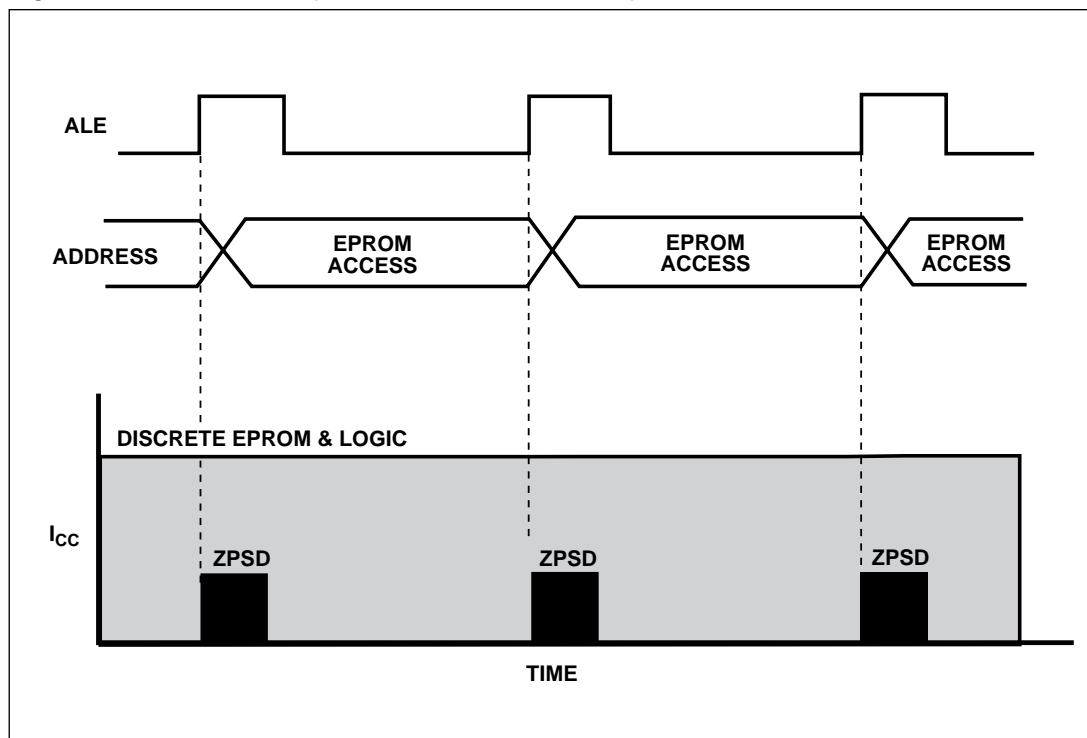 ALE
ADDRESS
EPROM
ACCESS
EPROM
ACCESS
EPROM
ACCESS
DISCRETE EPROM & LOGIC
ICC
ZPSD
ZPSD
ZPSD
TIME